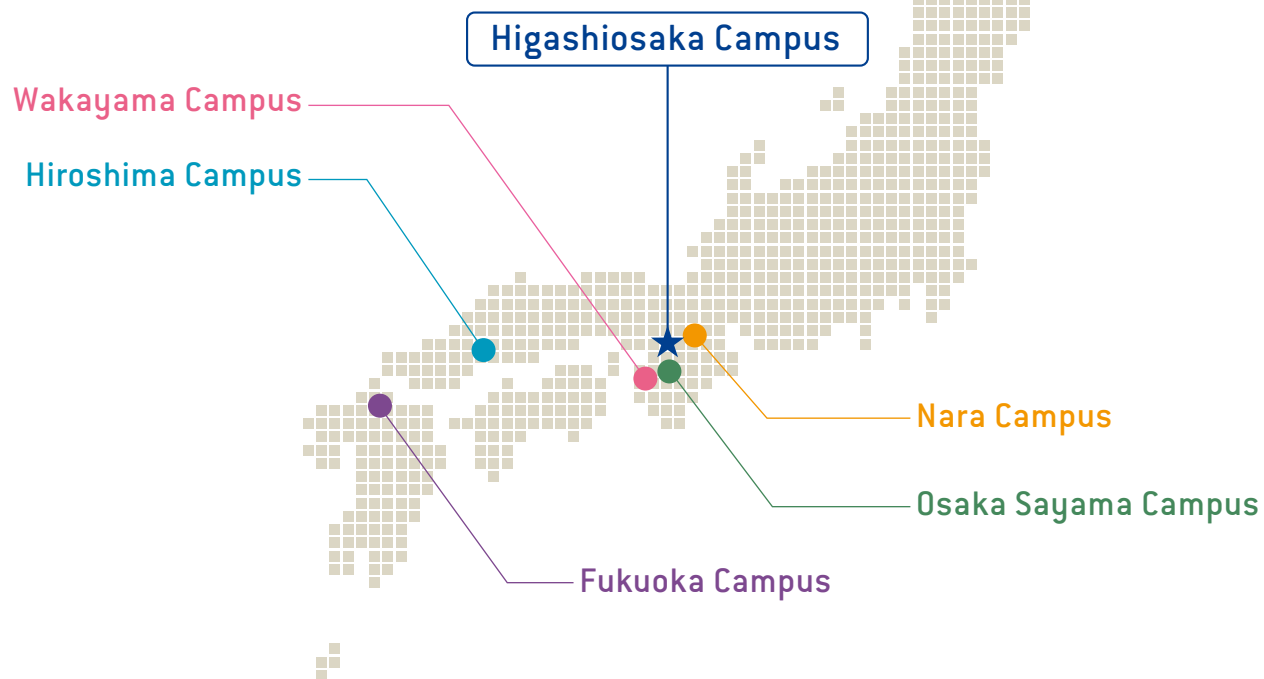 Higashiosaka Campus
Wakayama Campus
Hiroshima Campus
Nara Campus
Osaka Sayama Campus
Fukuoka Campus